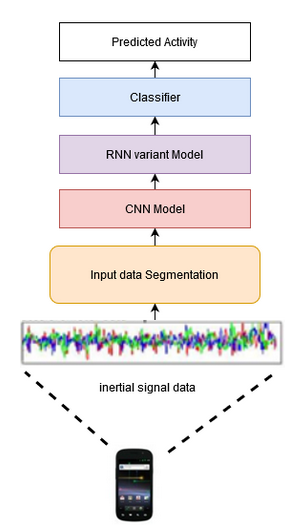 Predicted Activity
Classifier
RNN variant Model
CNN Model
Input data Segmentation
inertial signal data